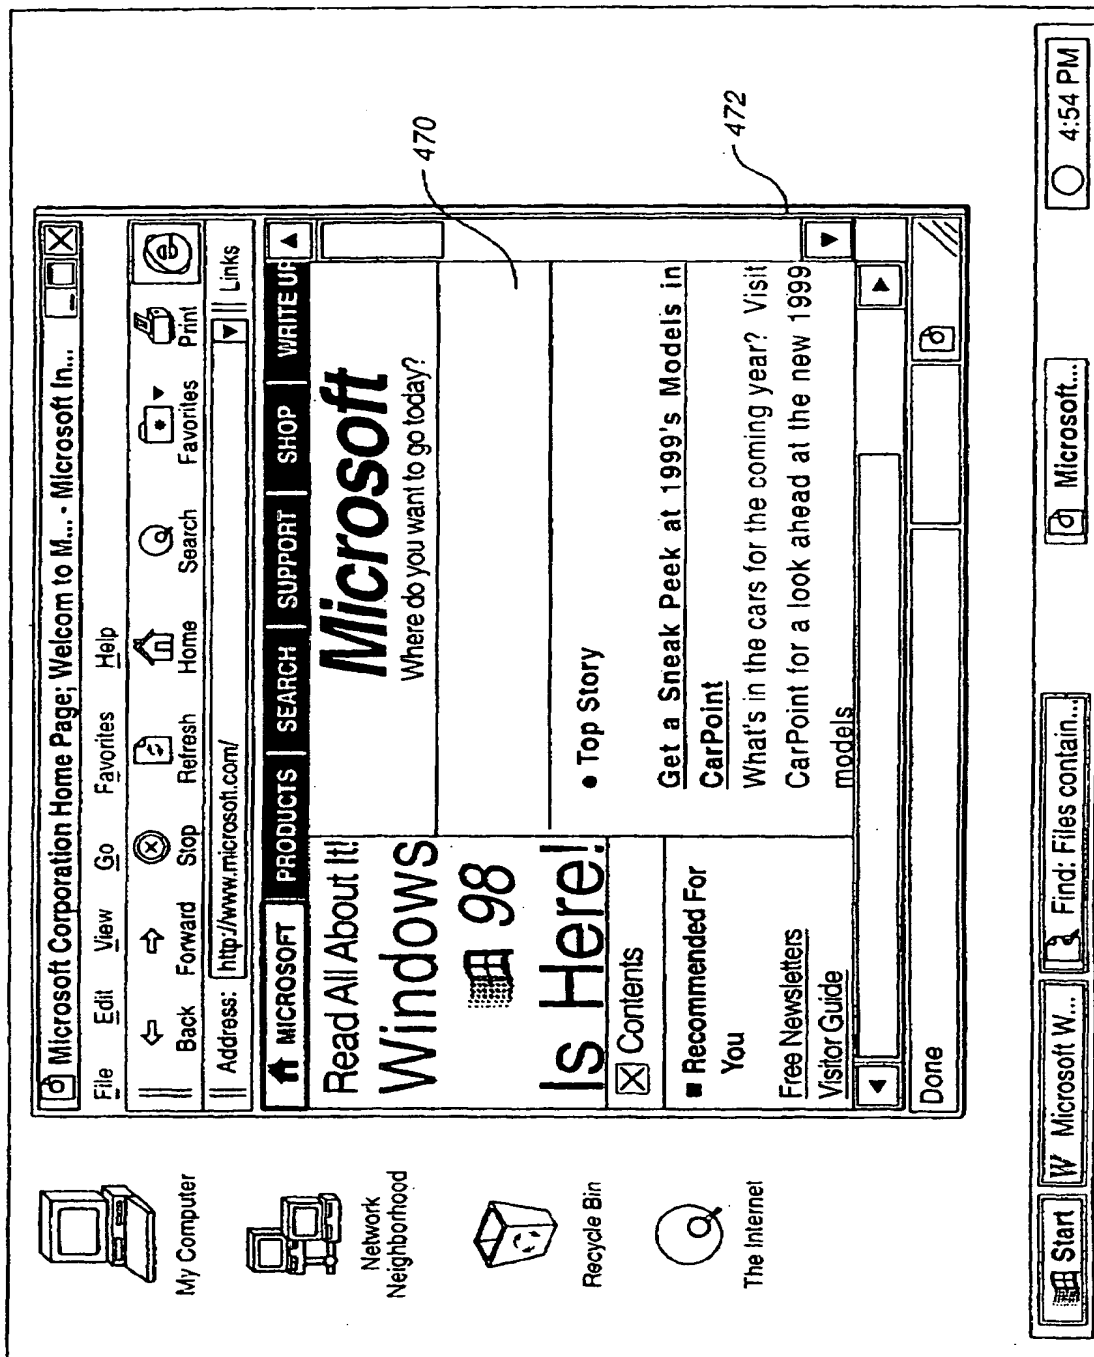 Microsoft Corporation Home Page; Welcom to M... - Microsoft In...
File Edit View Go Favorites Help
Back Forward Stop Refresh Home Search Favorites Print
Address: http://www.microsoft.com/ Links
MICROSOFT PRODUCTS SEARCH SUPPORT SHOP WRITE UP
Read All About It!
Windows
98
Is Here!
Contents
Recommended For
You
Free Newsletters
Visitor Guide
Microsoft
Where do you want to go today?
• Top Story
Get a Sneak Peek at 1999's Models in
CarPoint
What's in the cars for the coming year? Visit
CarPoint for a look ahead at the new 1999
models
Done
470
472
My Computer
Network
Neighborhood
Recycle Bin
The Internet
Start W Microsoft W... Find: Files contain... Microsoft... 4:54 PM